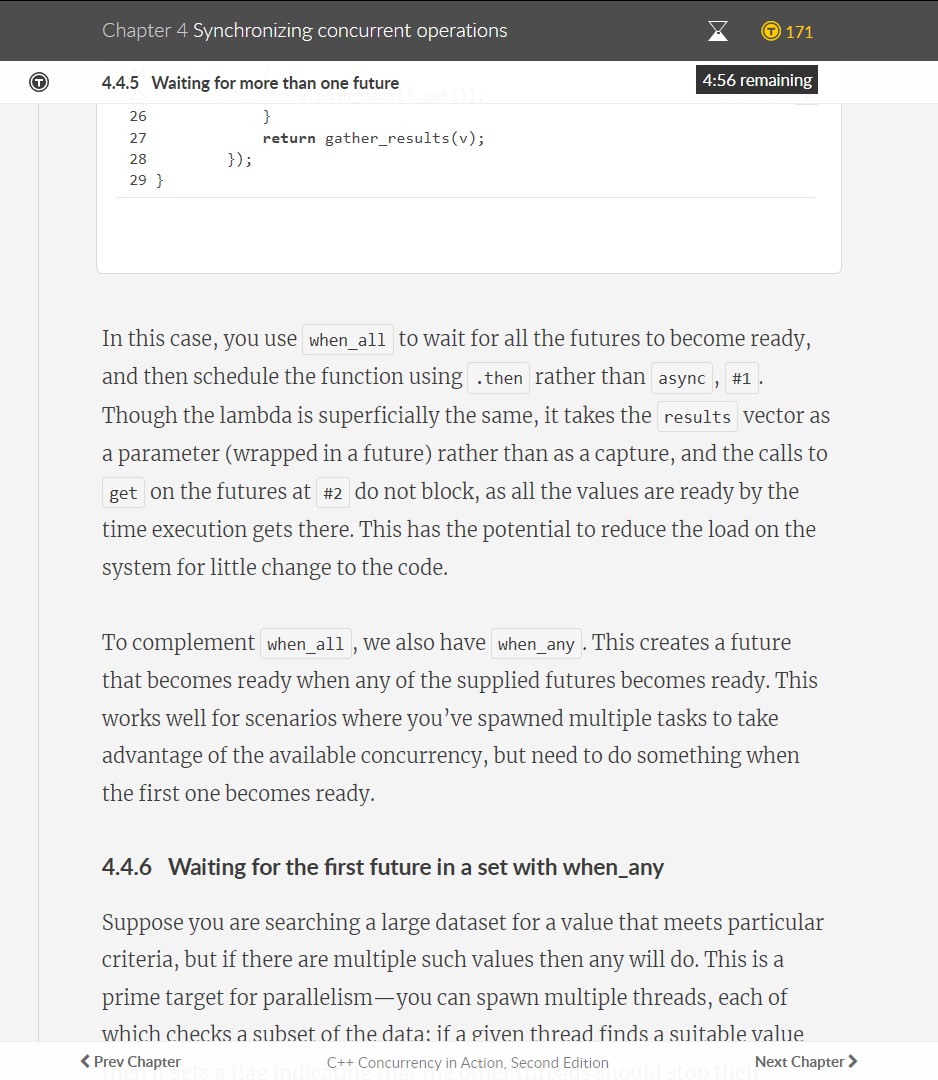 Chapter 4 Synchronizing concurrent operations
171
4.4.5 Waiting for more than one future
4:56 remaining
26 }
27 return gather_results(v);
28 });
29 }
In this case, you use when_all to wait for all the futures to become ready,
and then schedule the function using .then rather than async , #1 .
Though the lambda is superficially the same, it takes the results vector as
a parameter (wrapped in a future) rather than as a capture, and the calls to
get on the futures at #2 do not block, as all the values are ready by the
time execution gets there. This has the potential to reduce the load on the
system for little change to the code.
To complement when_all , we also have when_any . This creates a future
that becomes ready when any of the supplied futures becomes ready. This
works well for scenarios where you’ve spawned multiple tasks to take
advantage of the available concurrency, but need to do something when
the first one becomes ready.
4.4.6 Waiting for the first future in a set with when_any
Suppose you are searching a large dataset for a value that meets particular
criteria, but if there are multiple such values then any will do. This is a
prime target for parallelism—you can spawn multiple threads, each of
which checks a subset of the data; if a given thread finds a suitable value
Prev Chapter
C++ Concurrency in Action, Second Edition
Next Chapter
then it sets a flag indicating that the other threads should stop their